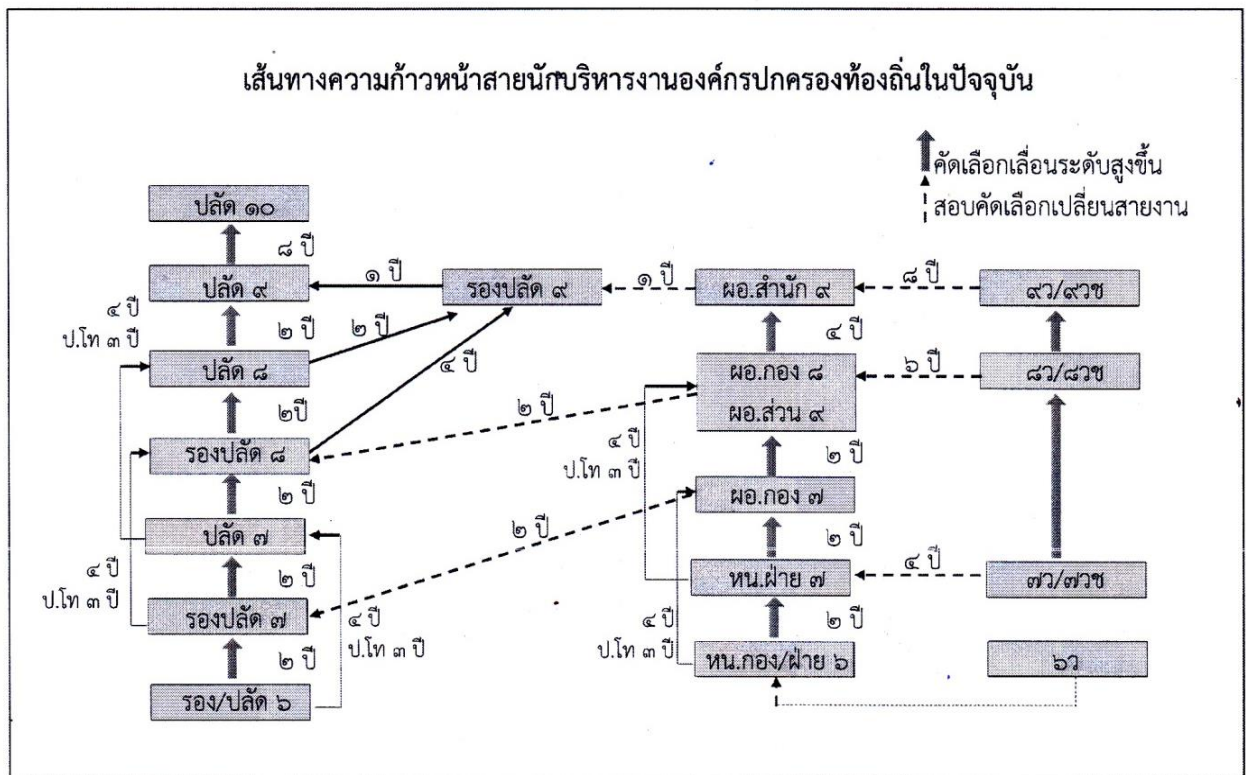 เส้นทางความก้าวหน้าสายนักบริหารงานองค์กรปกครองท้องถิ่นในปัจจุบัน
คัดเลือกเลื่อนระดับสูงขึ้น
สอบคัดเลือกเปลี่ยนสายงาน
ปลัด ๑๐
๘ ปี
ปลัด ๙
๑ ปี
รองปลัด ๙
๑ ปี
ผอ.สำนัก ๙
๘ ปี
๙ว/๙วช
๔ ปี
ป.โท ๓ ปี
๒ ปี
๒ ปี
๔ ปี
๔ ปี
ปลัด ๘
ผอ.กอง ๘
ผอ.ส่วน ๙
๖ ปี
๘ว/๘วช
๒ปี
๒ ปี
รองปลัด ๘
๔ ปี
ป.โท ๓ ปี
๒ ปี
๒ ปี
ผอ.กอง ๗
ปลัด ๗
๒ ปี
๒ ปี
๔ ปี
ป.โท ๓ ปี
๒ ปี
หน.ฝ่าย ๗
๔ ปี
๗ว/๗วช
รองปลัด ๗
๒ ปี
๔ ปี
ป.โท ๓ ปี
๔ ปี
ป.โท ๓ ปี
๒ ปี
รอง/ปลัด ๖
หน.กอง/ฝ่าย ๖
๖ว